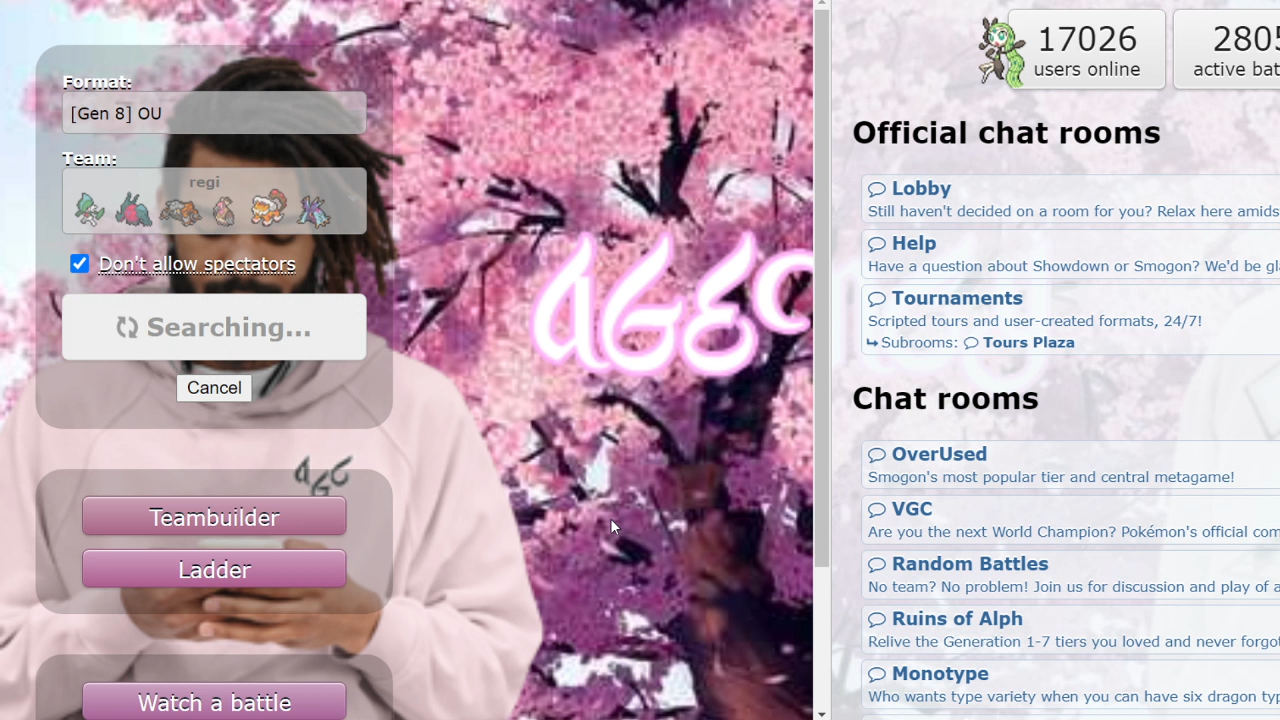 Format:
[Gen 8] OU
Team:
regi
Don't allow spectators
Searching...
Cancel
Teambuilder
Ladder
Watch a battle
AGE
17026
users online
2805
active bat
Official chat rooms
Lobby
Still haven't decided on a room for you? Relax here amids
Help
Have a question about Showdown or Smogon? We'd be gl
Tournaments
Scripted tours and user-created formats, 24/7!
Subrooms: Tours Plaza
Chat rooms
OverUsed
Smogon's most popular tier and central metagame!
VGC
Are you the next World Champion? Pokémon's official com
Random Battles
No team? No problem! Join us for discussion and play of a
Ruins of Alph
Relive the Generation 1-7 tiers you loved and never forgo
Monotype
Who wants type variety when you can have six dragon ty